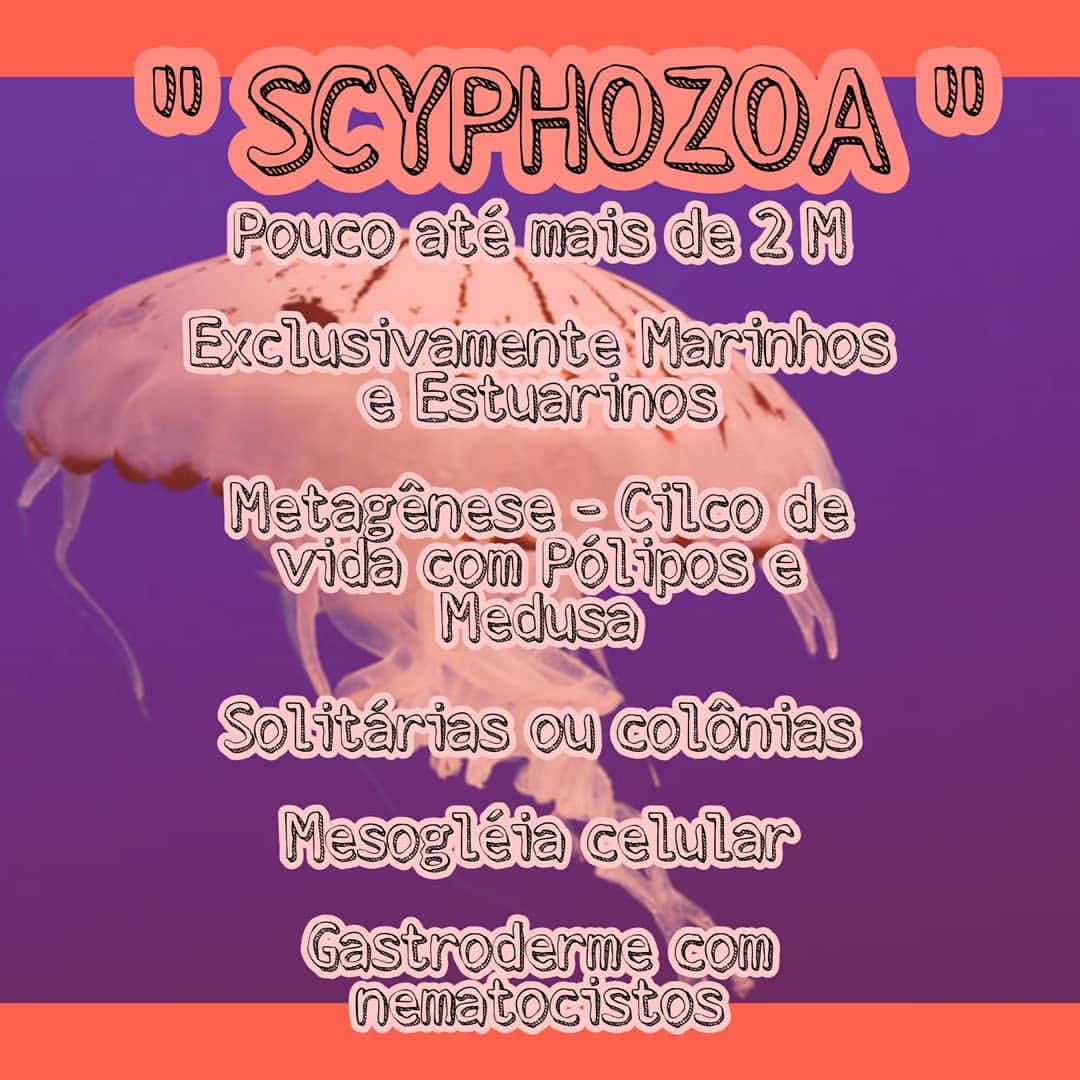 " SCYPHOZOA "
Pouco até mais de 2 M
Exclusivamente Marinhos
e Estuarinos
Metagênese - Cilco de
vida com Pólipos e
Medusa
Solitárias ou colônias
Mesogléia celular
Gastroderme com
nematocistos